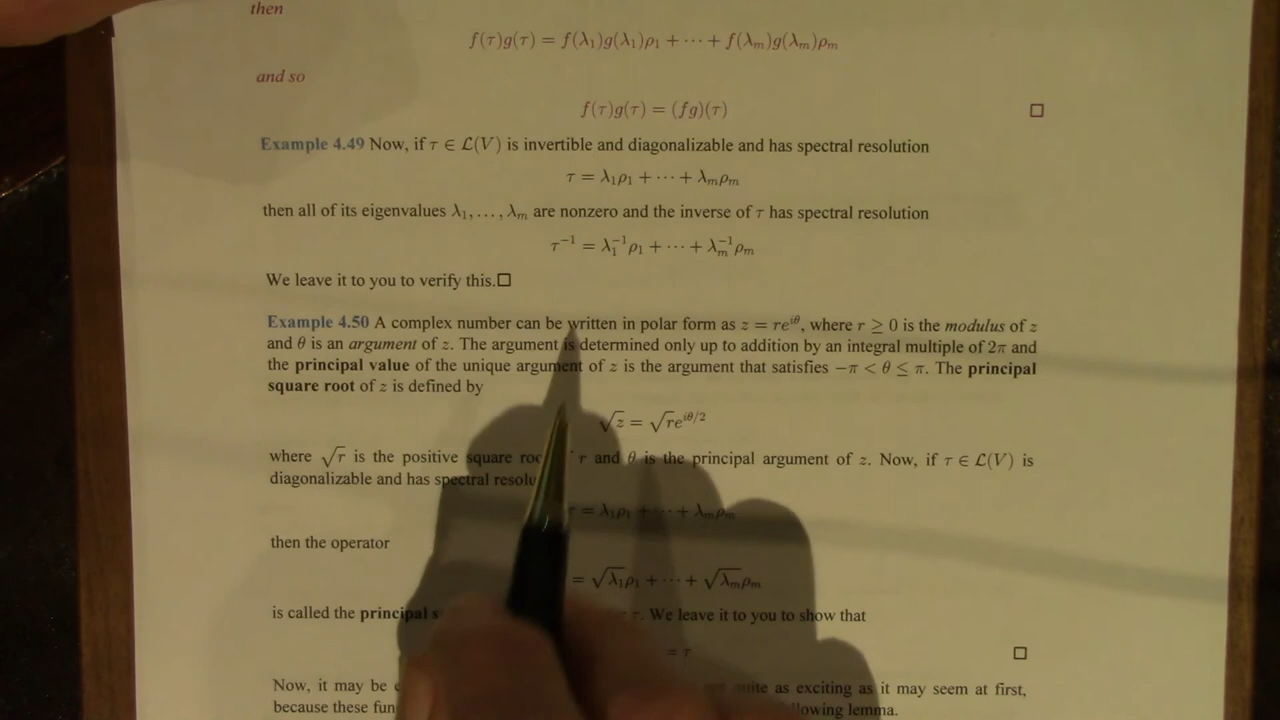 then
f(τ)g(τ) = f(λ₁)g(λ₁)ρ₁ + ⋯ + f(λₘ)g(λₘ)ρₘ
and so
f(τ)g(τ) = (fg)(τ) □
Example 4.49 Now, if τ ∈ ℒ(V) is invertible and diagonalizable and has spectral resolution
τ = λ₁ρ₁ + ⋯ + λₘρₘ
then all of its eigenvalues λ₁, …, λₘ are nonzero and the inverse of τ has spectral resolution
τ⁻¹ = λ₁⁻¹ρ₁ + ⋯ + λₘ⁻¹ρₘ
We leave it to you to verify this.□
Example 4.50 A complex number can be written in polar form as z = re^{iθ}, where r ≥ 0 is the modulus of z
and θ is an argument of z. The argument is determined only up to addition by an integral multiple of 2π and
the principal value of the unique argument of z is the argument that satisfies −π < θ ≤ π. The principal
square root of z is defined by
√z = √r e^{iθ/2}
where √r is the positive square r and θ is the principal argument of z. Now, if τ ∈ ℒ(V) is
diagonalizable and has spectral
τ = λ₁ρ₁ + ⋯ + λₘρₘ
then the operator
= √λ₁ρ₁ + ⋯ + √λₘρₘ
is called the principal τ. We leave it to you to show that
= τ □
Now, it may be quite as exciting as it may seem at first,
because these lemma.